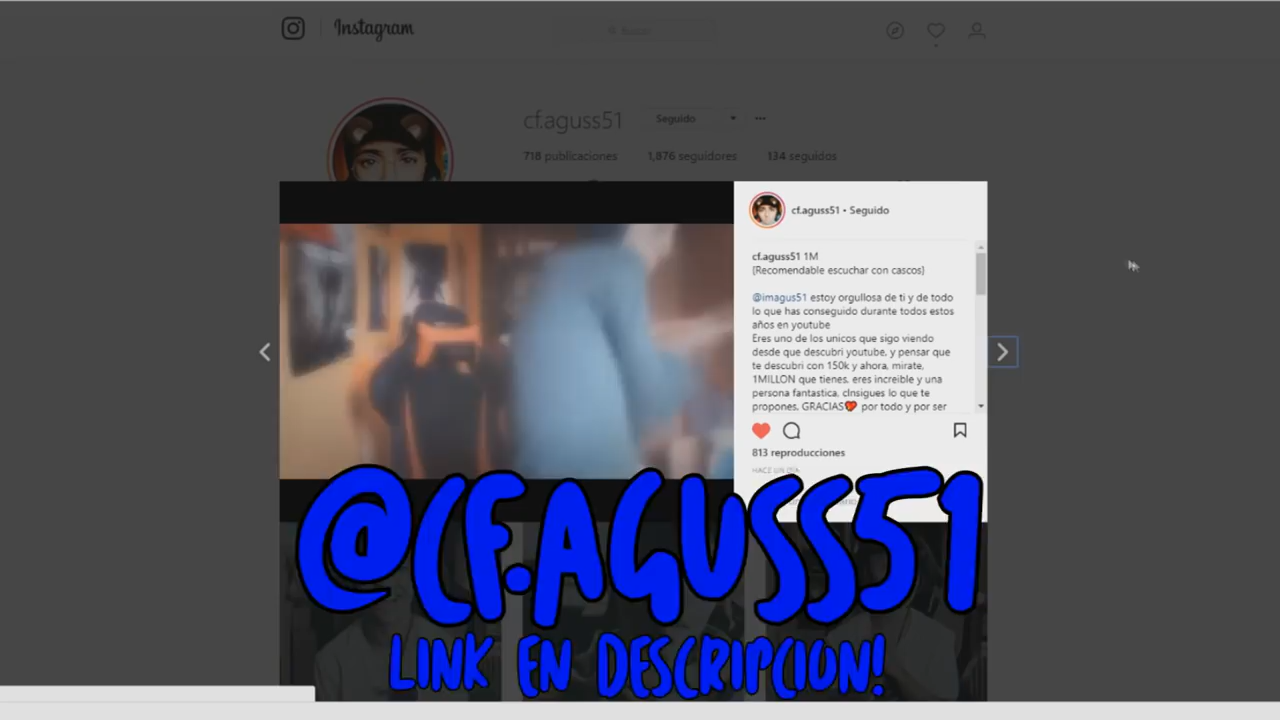 Instagram
Busca
cf.aguss51 Seguido
718 publicaciones 1,876 seguidores 134 seguidos
cf.aguss51 • Seguido
cf.aguss51 1M
(Recomendable escuchar con cascos)
@imagus51 estoy orgullosa de ti y de todo
lo que has conseguido durante todos estos
años en youtube
Eres uno de los unicos que sigo viendo
desde que descubri youtube, y pensar que
te descubri con 150k y ahora, mirate,
1MILLON que tienes, eres increible y una
persona fantastica, cInsigues lo que te
propones, GRACIAS❤ por todo y por ser
813 reproducciones
HACE UN DÍA
@CF.AGUSS51
LINK EN DESCRIPCION!